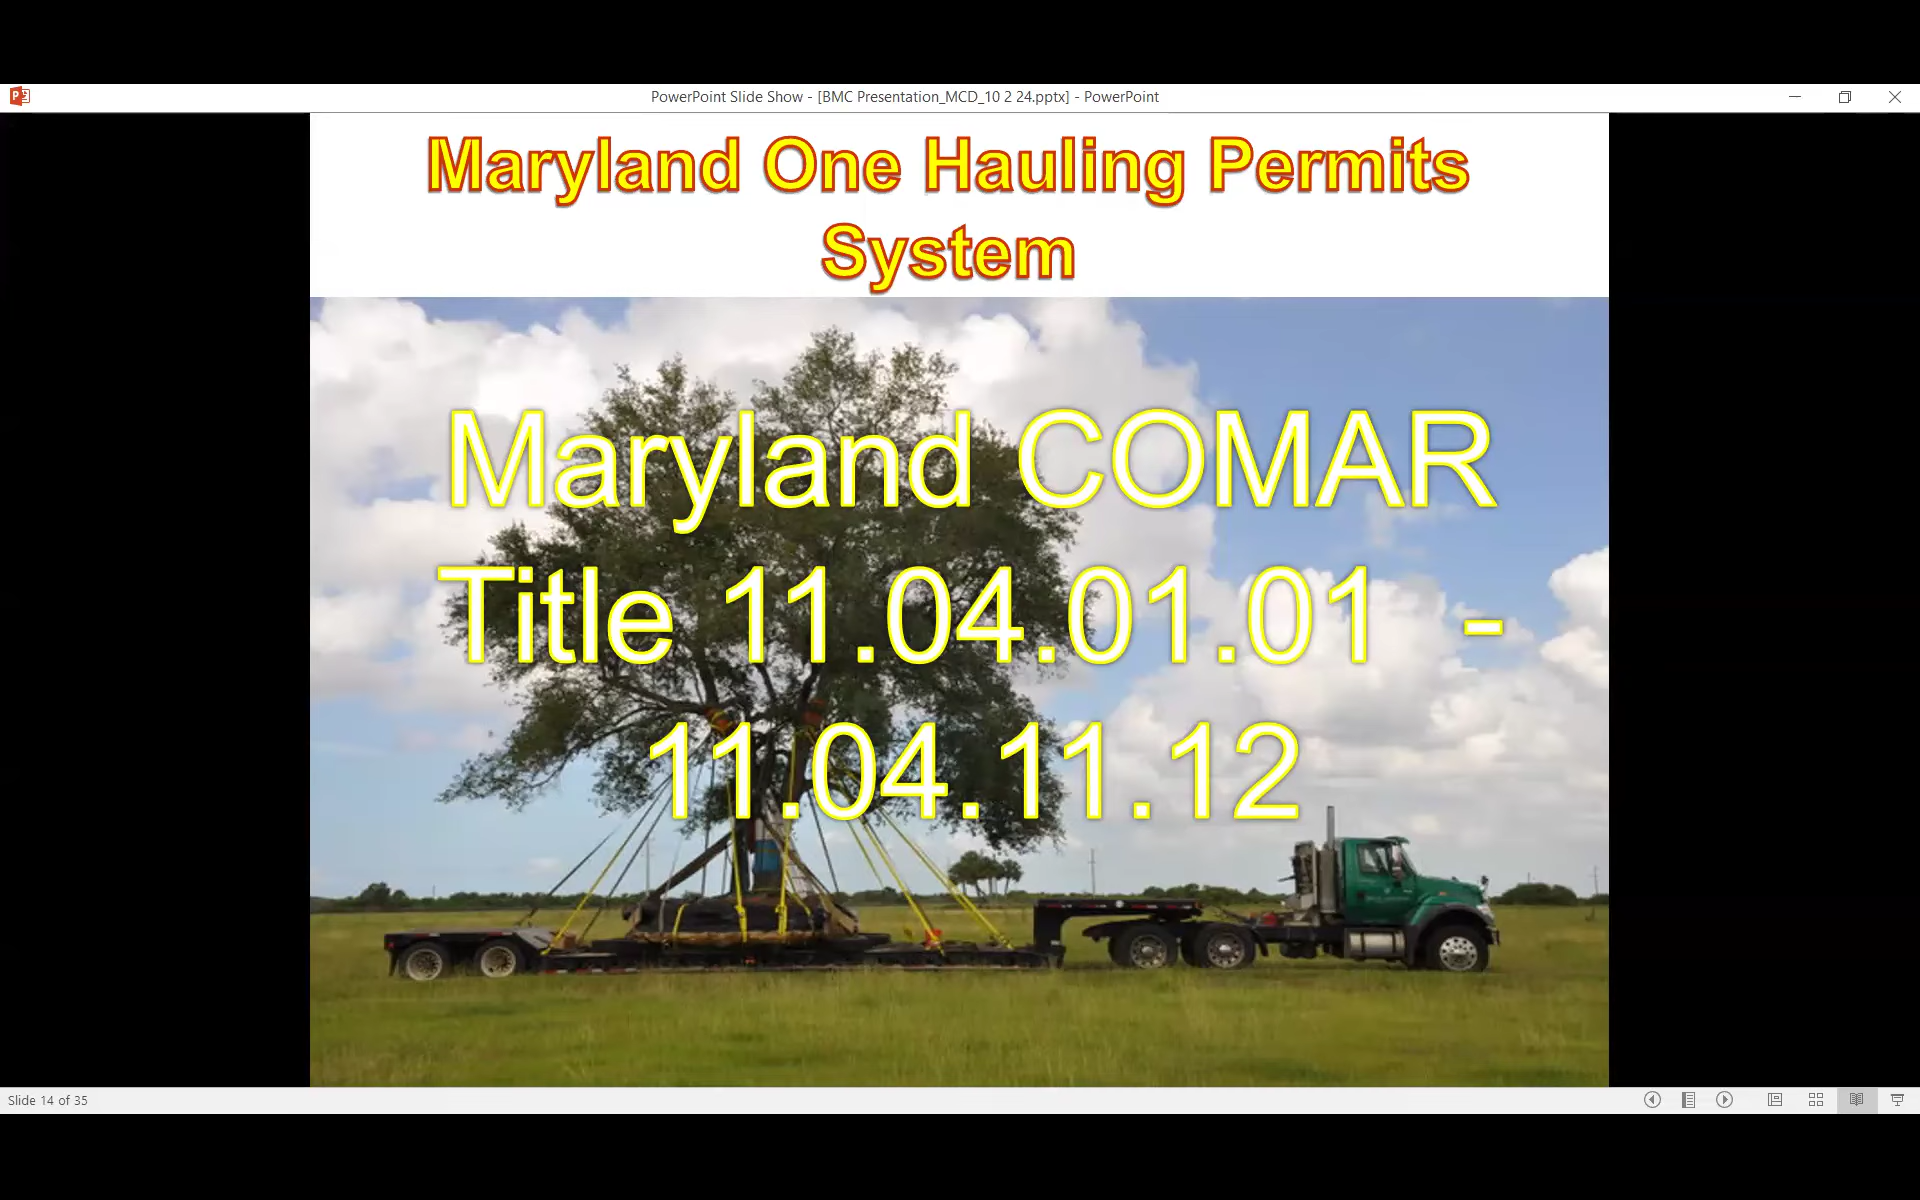 PowerPoint Slide Show - [BMC Presentation_MCD_10 2 24.pptx] - PowerPoint
Maryland One Hauling Permits
System
Maryland COMAR
Title 11.04.01.01 -
11.04.11.12
Slide 14 of 35